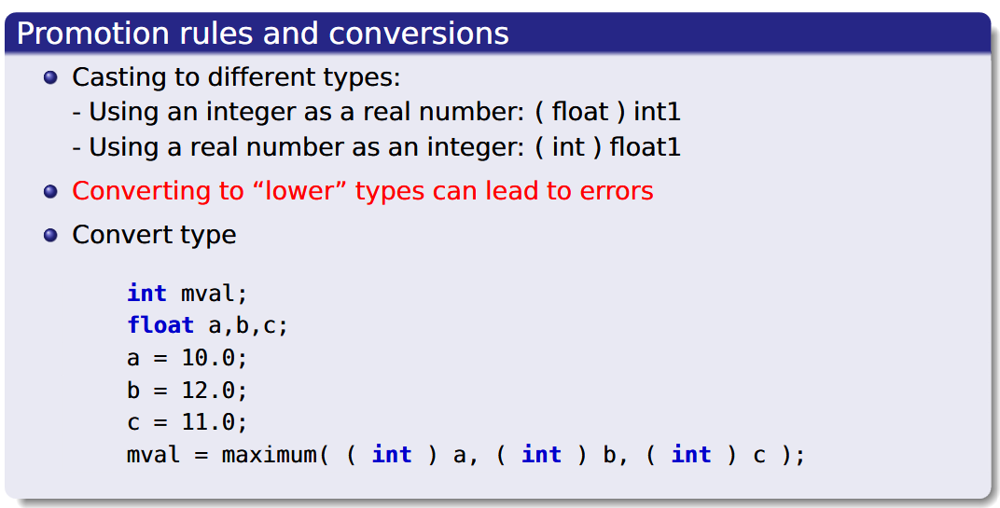 Promotion rules and conversions
Casting to different types:
- Using an integer as a real number: ( float ) int1
- Using a real number as an integer: ( int ) float1
Converting to “lower” types can lead to errors
Convert type
int mval;
float a,b,c;
a = 10.0;
b = 12.0;
c = 11.0;
mval = maximum( ( int ) a, ( int ) b, ( int ) c );